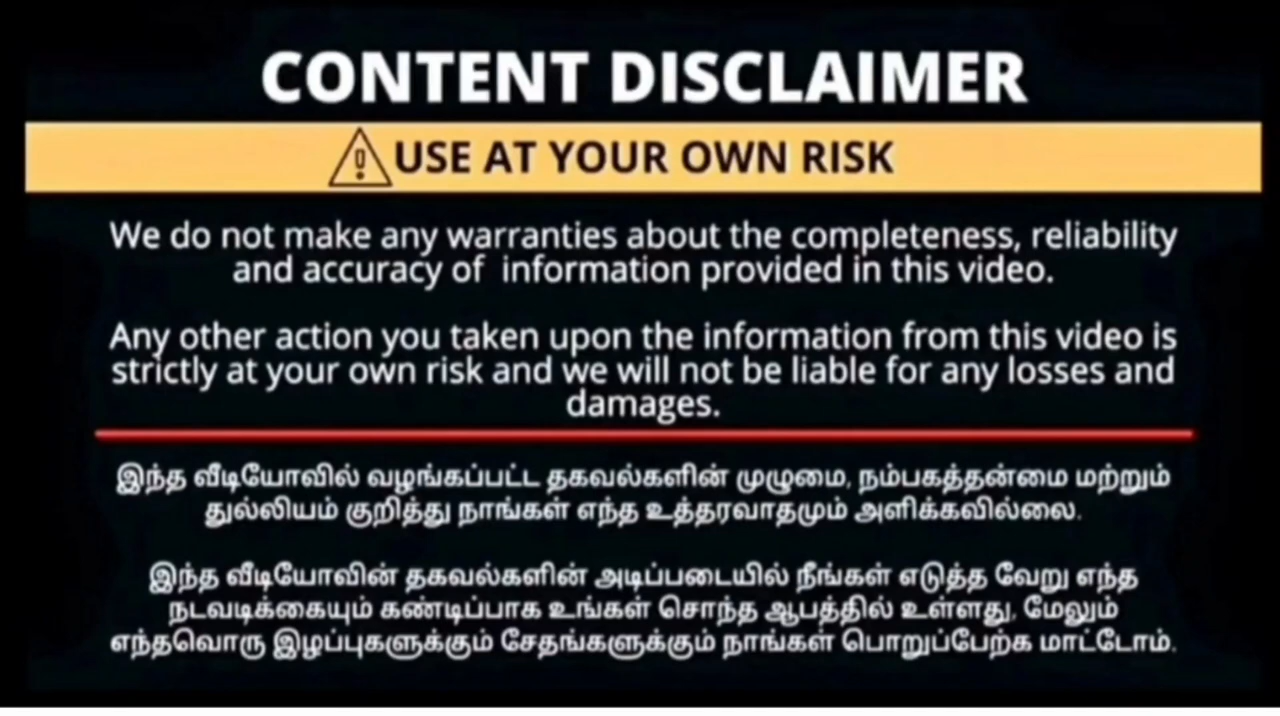 CONTENT DISCLAIMER
USE AT YOUR OWN RISK
We do not make any warranties about the completeness, reliability
and accuracy of information provided in this video.
Any other action you taken upon the information from this video is
strictly at your own risk and we will not be liable for any losses and
damages.
இந்த வீடியோவில் வழங்கப்பட்ட தகவல்களின் முழுமை, நம்பகத்தன்மை மற்றும்
துல்லியம் குறித்து நாங்கள் எந்த உத்தரவாதமும் அளிக்கவில்லை.
இந்த வீடியோவின் தகவல்களின் அடிப்படையில் நீங்கள் எடுத்த வேறு எந்த
நடவடிக்கையும் கண்டிப்பாக உங்கள் சொந்த ஆபத்தில் உள்ளது, மேலும்
எந்தவொரு இழப்புகளுக்கும் சேதங்களுக்கும் நாங்கள் பொறுப்பேற்க மாட்டோம்.